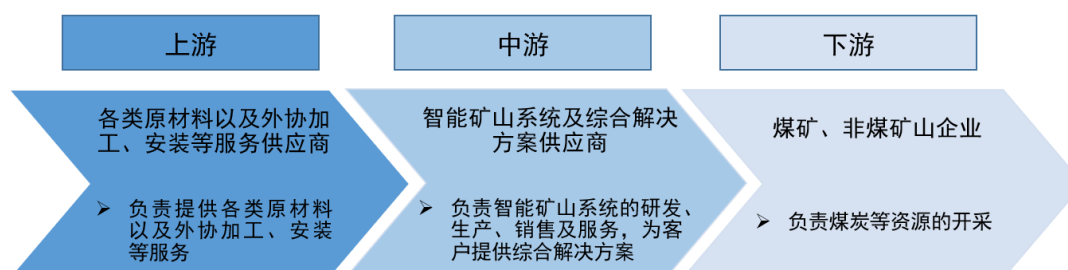 上游
各类原材料以及外协加
工、安装等服务供应商
➢ 负责提供各类原材料
以及外协加工、安装
等服务
中游
智能矿山系统及综合解决
方案供应商
➢ 负责智能矿山系统的研发、
生产、销售及服务，为客
户提供综合解决方案
下游
煤矿、非煤矿山企业
➢ 负责煤炭等资源的开采